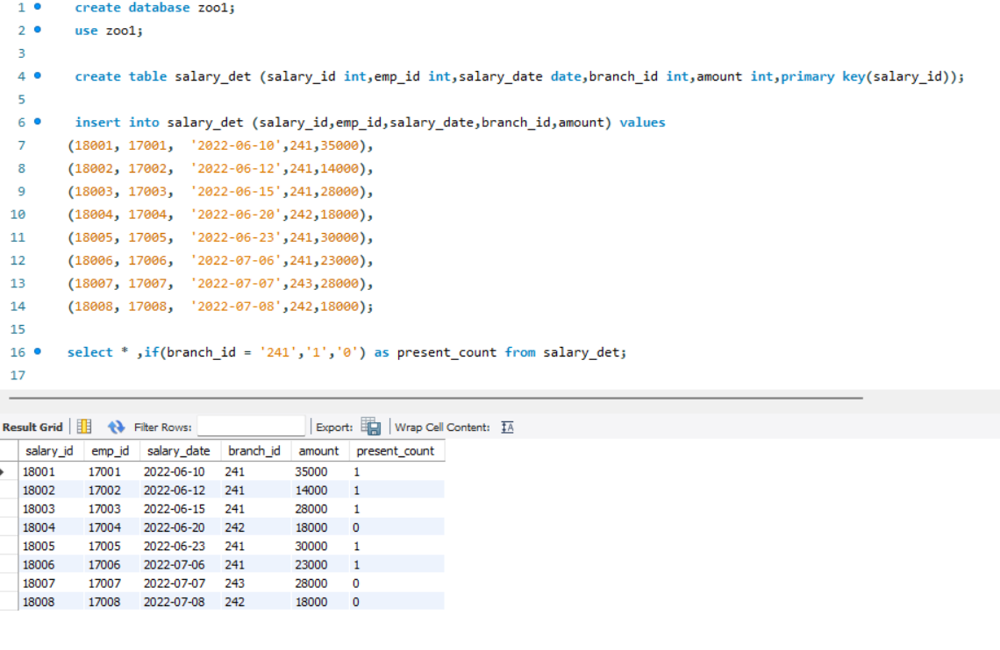 1 create database zoo1;
2 use zoo1;
3
4 create table salary_det (salary_id int,emp_id int,salary_date date,branch_id int,amount int,primary key(salary_id));
5
6 insert into salary_det (salary_id,emp_id,salary_date,branch_id,amount) values
7 (18001, 17001,  '2022-06-10',241,35000),
8 (18002, 17002,  '2022-06-12',241,14000),
9 (18003, 17003,  '2022-06-15',241,28000),
10 (18004, 17004,  '2022-06-20',242,18000),
11 (18005, 17005,  '2022-06-23',241,30000),
12 (18006, 17006,  '2022-07-06',241,23000),
13 (18007, 17007,  '2022-07-07',243,28000),
14 (18008, 17008,  '2022-07-08',242,18000);
15
16 select * ,if(branch_id = '241','1','0') as present_count from salary_det;
17
Result Grid Filter Rows: Export: Wrap Cell Content: IA
salary_id emp_id salary_date branch_id amount present_count
18001 17001 2022-06-10 241 35000 1
18002 17002 2022-06-12 241 14000 1
18003 17003 2022-06-15 241 28000 1
18004 17004 2022-06-20 242 18000 0
18005 17005 2022-06-23 241 30000 1
18006 17006 2022-07-06 241 23000 1
18007 17007 2022-07-07 243 28000 0
18008 17008 2022-07-08 242 18000 0